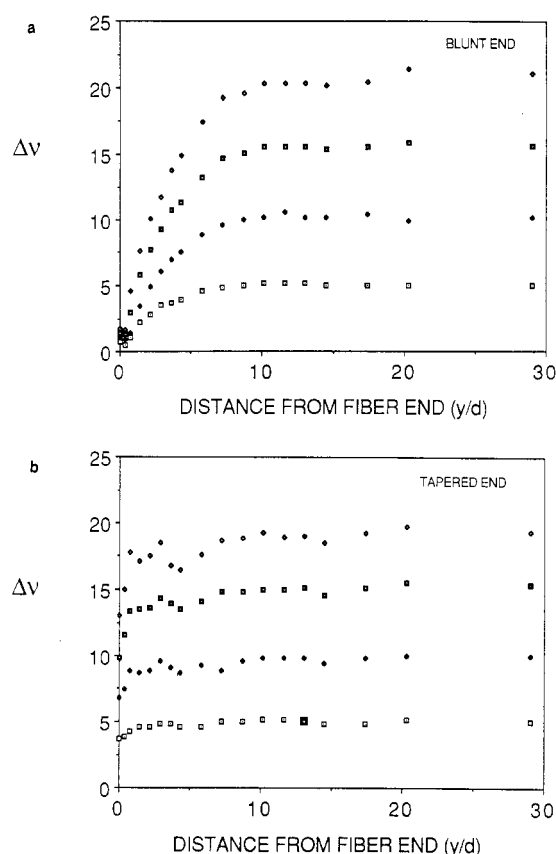 a
BLUNT END
25
20
15
10
5
0
Δν
0 10 20 30
DISTANCE FROM FIBER END (y/d)
b
TAPERED END
25
20
15
10
5
0
Δν
0 10 20 30
DISTANCE FROM FIBER END (y/d)